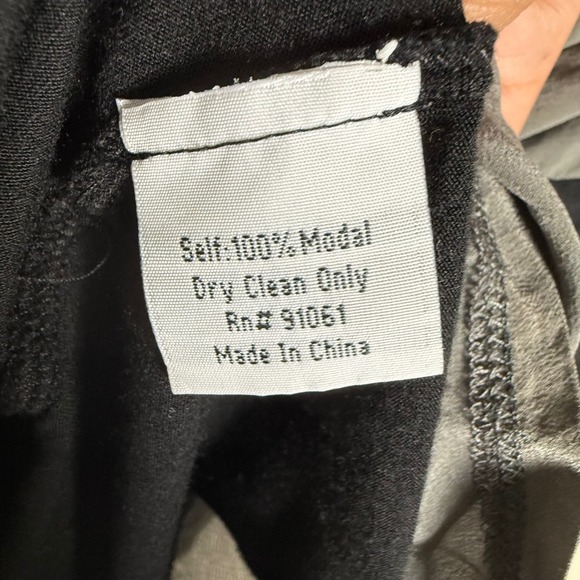 Self:100% Modal
Dry Clean Only
Rn# 91061
Made In China